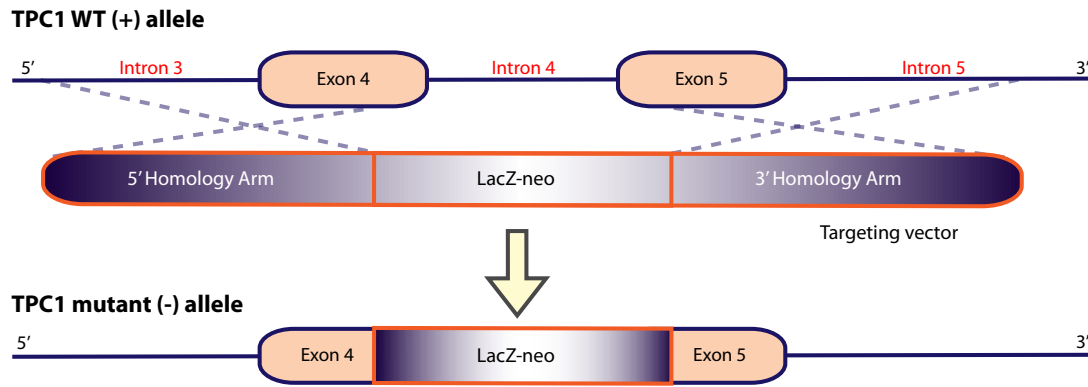 TPC1 WT (+) allele
5’ Intron 3 Exon 4 Intron 4 Exon 5 Intron 5 3’
5’ Homology Arm LacZ-neo 3’ Homology Arm
Targeting vector
TPC1 mutant (-) allele
5’ Exon 4 LacZ-neo Exon 5 3’